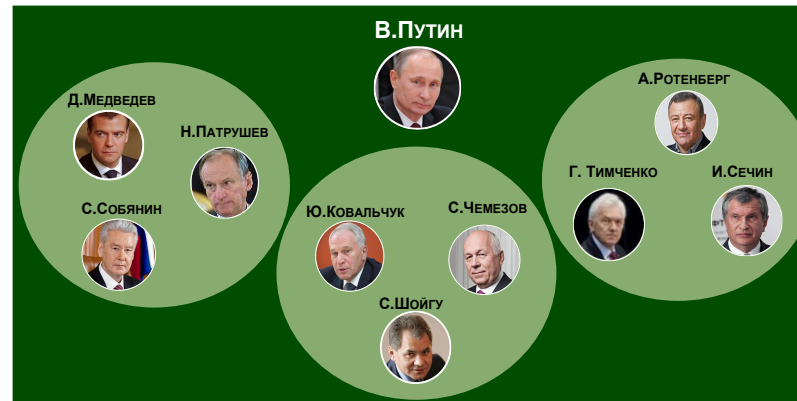 В.Путин
Д.Медведев
Н.Патрушев
С.Собянин
Ю.Ковальчук
С.Чемезов
С.Шойгу
А.Ротенберг
Г. Тимченко
И.Сечин